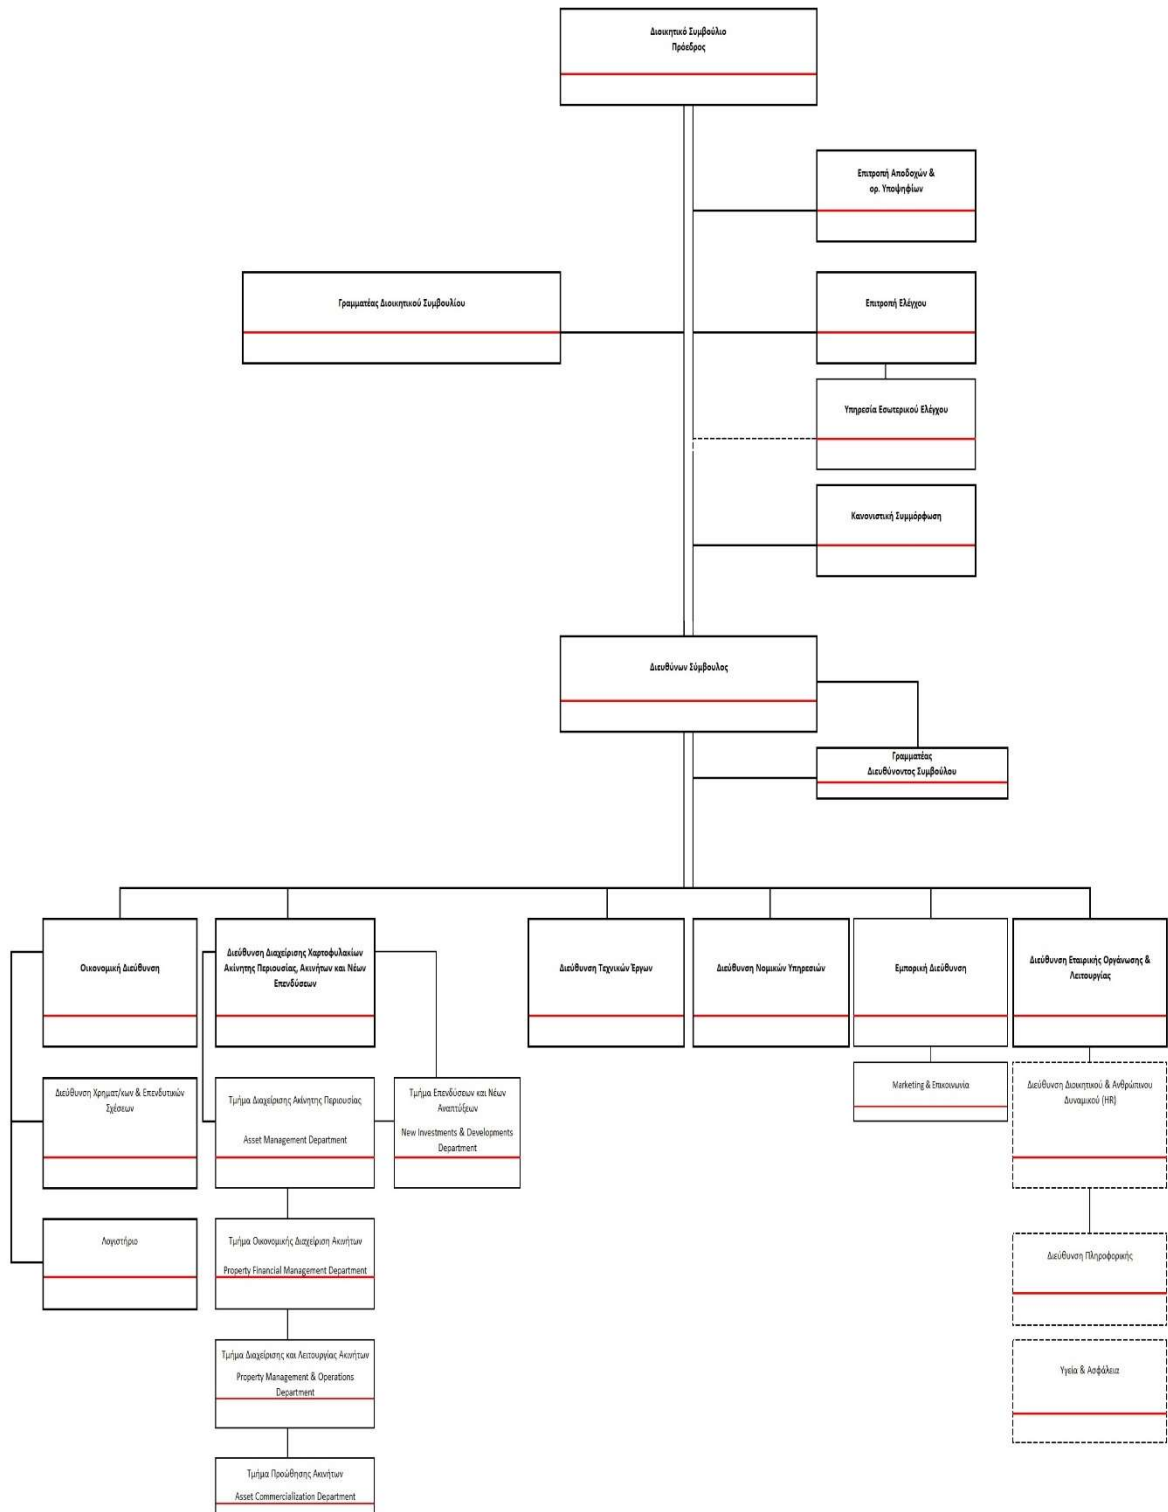 Διοικητικό Συμβούλιο
Πρόεδρος
Επιτροπή Αποδοχών &
ορ. Υποψηφίων
Γραμματέας Διοικητικού Συμβουλίου
Επιτροπή Ελέγχου
Υπηρεσία Εσωτερικού Ελέγχου
Κανονιστική Συμμόρφωση
Διευθύνων Σύμβουλος
Γραμματέας
Διευθύνοντος Συμβούλου
Οικονομική Διεύθυνση
Διεύθυνση Διαχείρισης Χαρτοφυλακίων
Ακίνητης Περιουσίας, Ακινήτων και Νέων
Επενδύσεων
Διεύθυνση Τεχνικών Έργων
Διεύθυνση Νομικών Υπηρεσιών
Εμπορική Διεύθυνση
Διεύθυνση Εταιρικής Οργάνωσης &
Λειτουργίας
Διεύθυνση Χρηματ/κων & Επενδυτικών
Σχέσεων
Τμήμα Διαχείρισης Ακίνητης Περιουσίας
Asset Management Department
Τμήμα Επενδύσεων και Νέων
Αναπτύξεων
New Investments & Developments
Department
Marketing & Επικοινωνία
Διεύθυνση Διοικητικού & Ανθρώπινου
Δυναμικού (HR)
Λογιστήριο
Τμήμα Οικονομικής Διαχείριση Ακινήτων
Property Financial Management Department
Διεύθυνση Πληροφορικής
Τμήμα Διαχείρισης και Λειτουργίας Ακινήτων
Property Management & Operations
Department
Υγεία & Ασφάλεια
Τμήμα Προώθησης Ακινήτων
Asset Commercialization Department